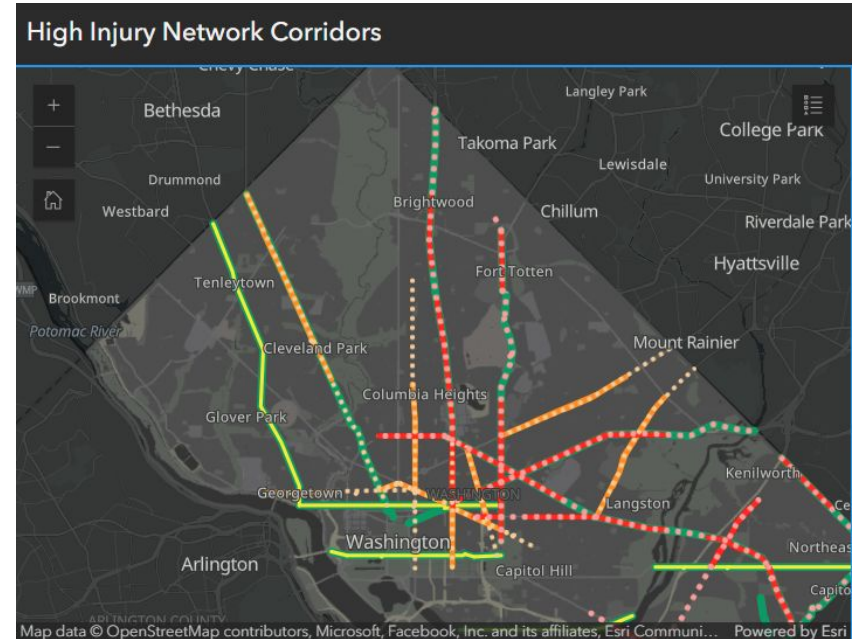 High Injury Network Corridors
Chevy Chase
Langley Park
Bethesda
College Park
Takoma Park
Lewisdale
Drummond
University Park
Westbard
Brightwood
Chillum
Riverdale Park
Hyattsville
Fort Totten
Tenleytown
Brookmont
Potomac River
Mount Rainier
Cleveland Park
Columbia Heights
Glover Park
Kenilworth
Georgetown
WASHINGTON
Langston
Ce
Washington
Northeas
Arlington
Capitol Hill
Capito
ARLINGTON COUNTY
Map data © OpenStreetMap contributors, Microsoft, Facebook, Inc. and its affiliates, Esri Communi... Powered by Esri